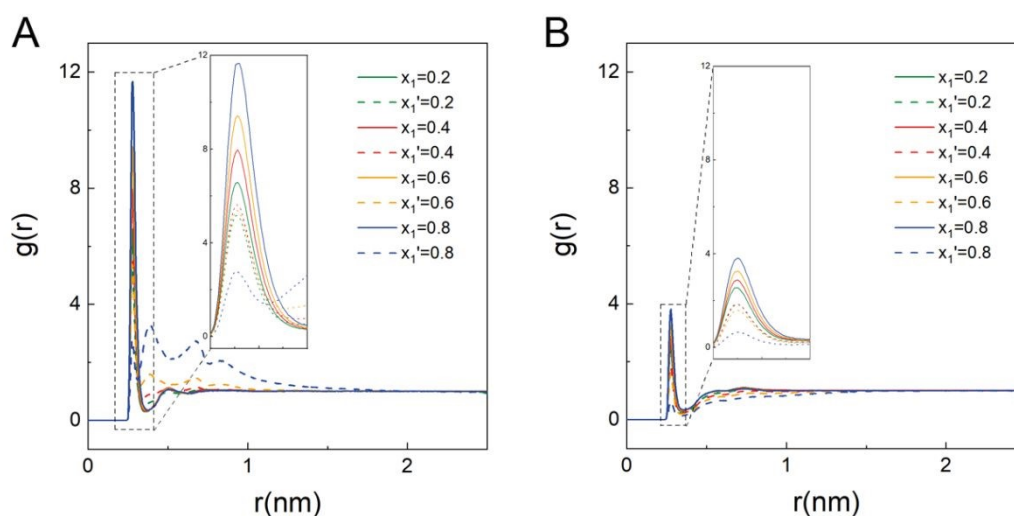 A
12
8
4
0
0
1
2
g(r)
r(nm)
12
8
4
0
x₁=0.2
x₁'=0.2
x₁=0.4
x₁'=0.4
x₁=0.6
x₁'=0.6
x₁=0.8
x₁'=0.8
B
12
8
4
0
0
1
2
g(r)
r(nm)
12
8
4
0
x₁=0.2
x₁'=0.2
x₁=0.4
x₁'=0.4
x₁=0.6
x₁'=0.6
x₁=0.8
x₁'=0.8